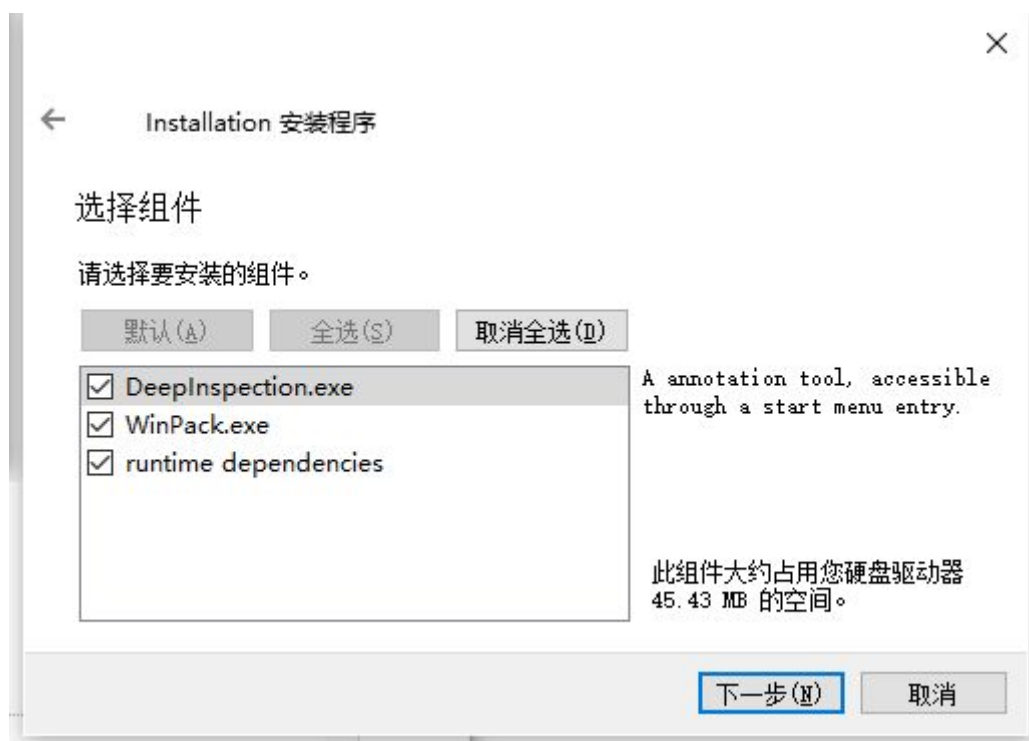 Installation 安装程序
选择组件
请选择要安装的组件。
默认(A)
全选(S)
取消全选(D)
DeepInspection.exe
WinPack.exe
runtime dependencies
A annotation tool, accessible
through a start menu entry.
此组件大约占用您硬盘驱动器
45.43 MB 的空间。
下一步(N)
取消